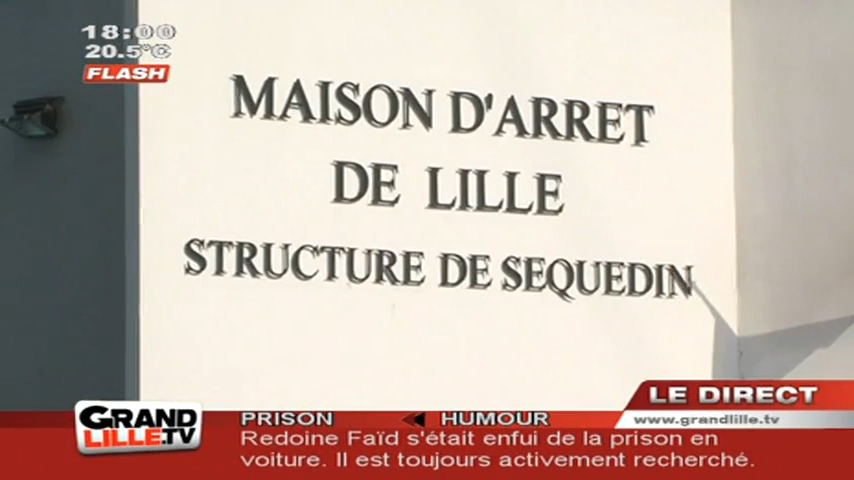 18:00
20.5°C
FLASH
MAISON D'ARRET
DE LILLE
STRUCTURE DE SEQUEDIN
LE DIRECT
www.grandlille.tv
GRAND
LILLE.TV
PRISON HUMOUR
Redoine Faïd s'était enfui de la prison en
voiture. Il est toujours activement recherché.